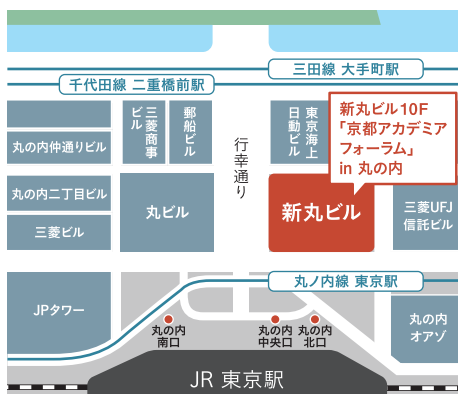 三田線 大手町駅
千代田線 二重橋前駅
丸の内仲通りビル
三菱商事
ビル
郵船ビル
行幸通り
東京海上
日動ビル
新丸ビル10F
「京都アカデミア
フォーラム」
in 丸の内
丸の内二丁目ビル
三菱ビル
丸ビル
新丸ビル
三菱UFJ
信託ビル
丸ノ内線 東京駅
JPタワー
丸の内
南口
丸の内
中央口
丸の内
北口
丸の内
オアゾ
JR 東京駅